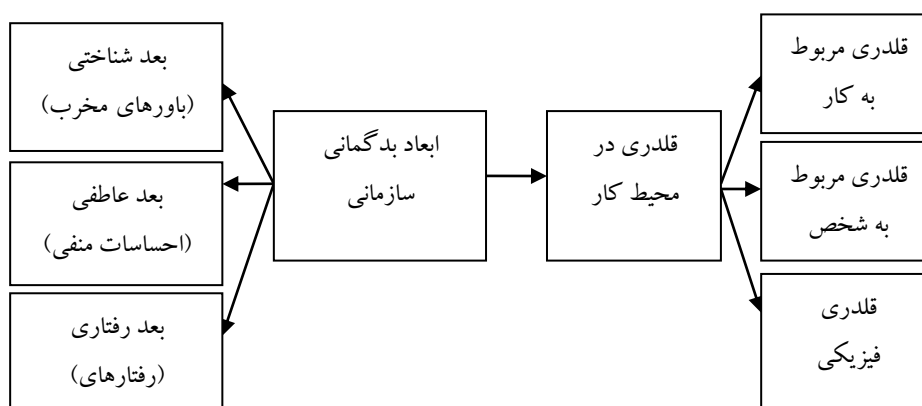 قلدری مربوط
به کار
قلدری مربوط
به شخص
قلدری
فیزیکی
قلدری در
محیط کار
ابعاد بدگمانی
سازمانی
بعد شناختی
(باورهای مخرب)
بعد عاطفی
(احساسات منفی)
بعد رفتاری
(رفتارهای)